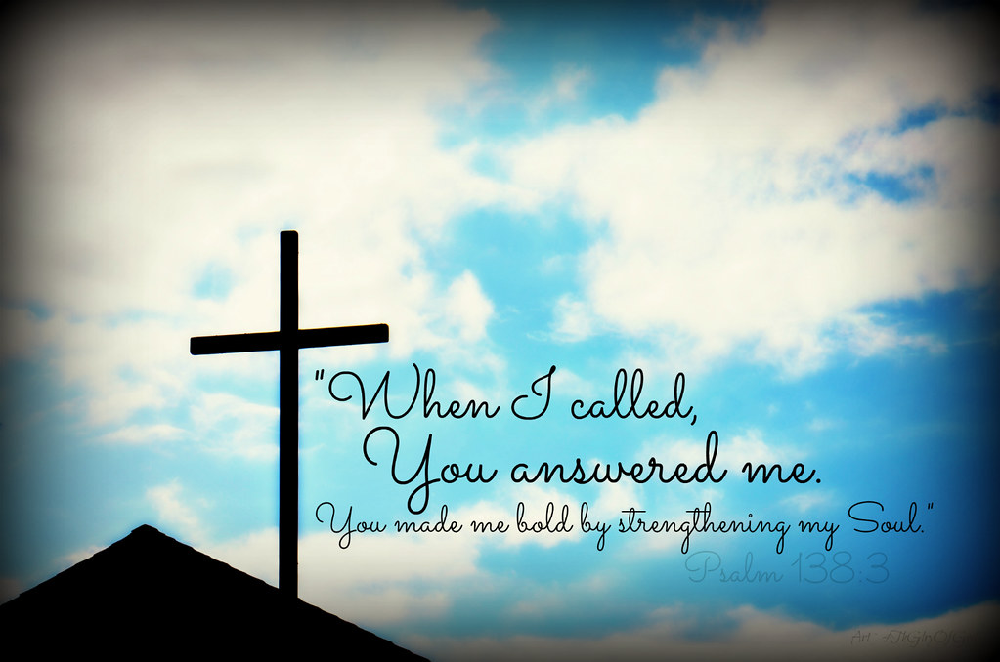 "When I called,
You answered me.
You made me bold by strengthening my Soul."
Psalm 138:3